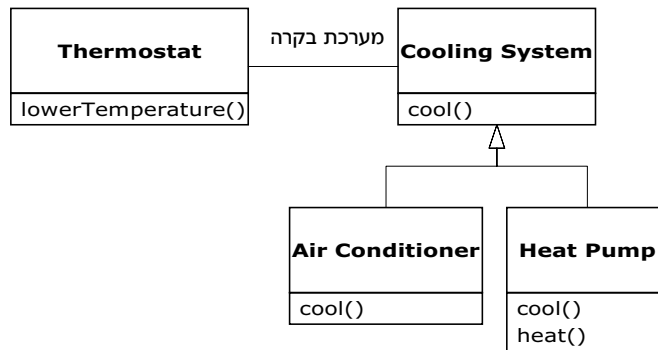 Thermostat
lowerTemperature()
מערכת בקרה
Cooling System
cool()
Air Conditioner
cool()
Heat Pump
cool()
heat()